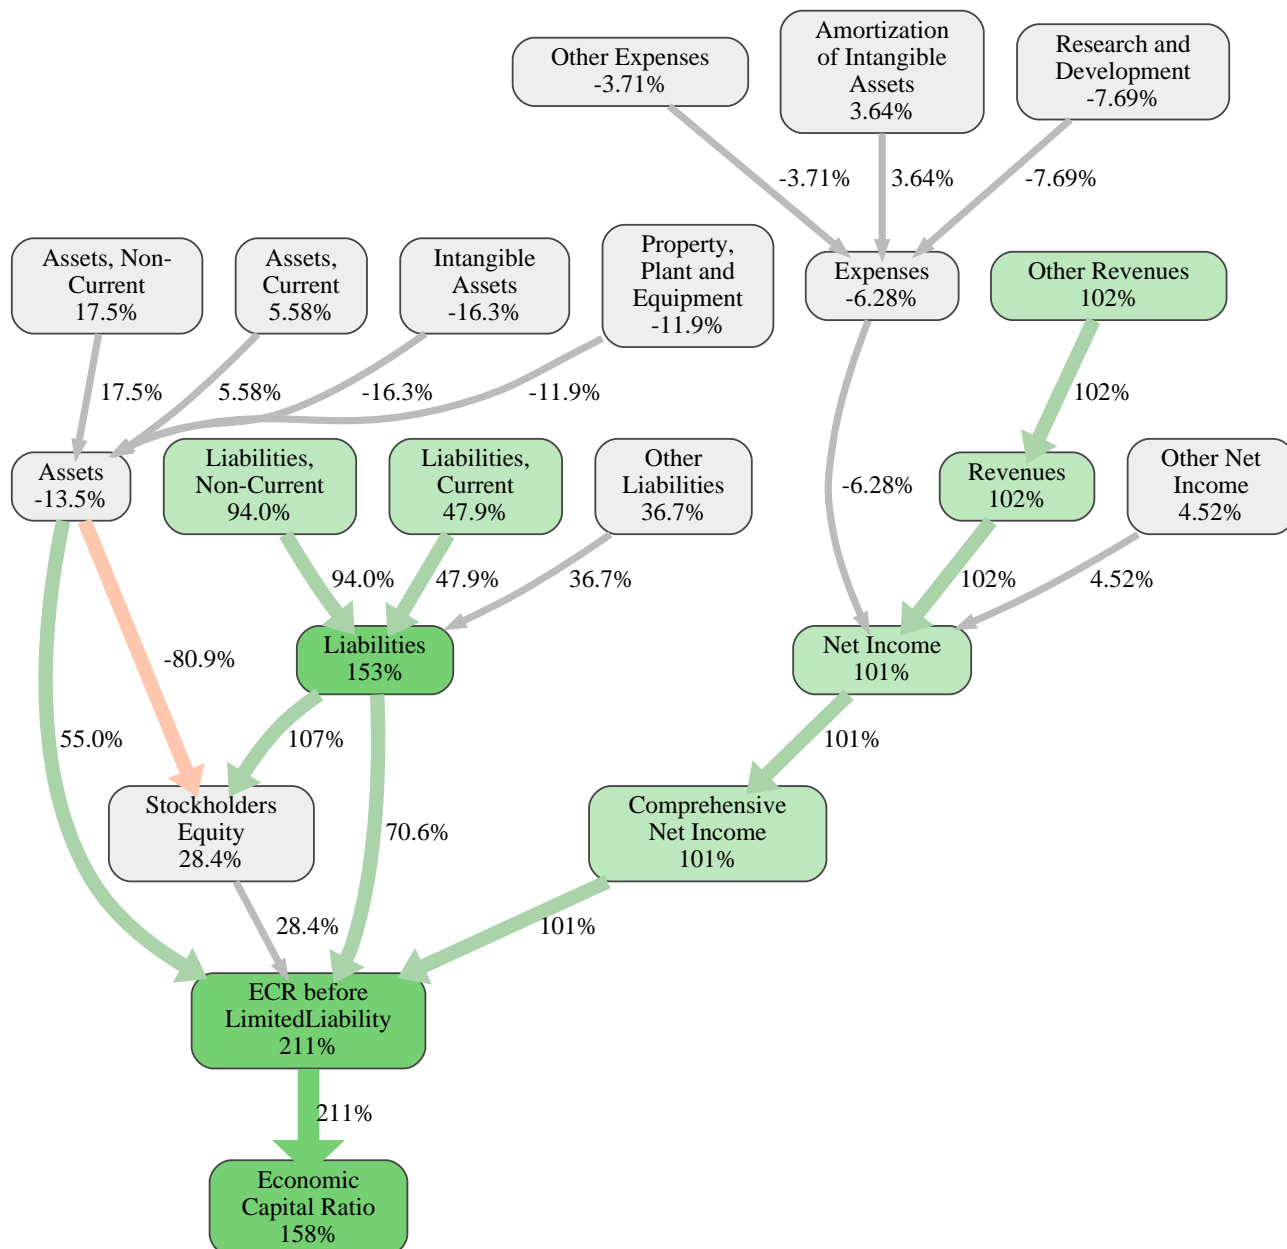 Other Expenses
-3.71%
Amortization
of Intangible
Assets
3.64%
Research and
Development
-7.69%
-3.71%
3.64%
-7.69%
Assets, Non-
Current
17.5%
Assets,
Current
5.58%
Intangible
Assets
-16.3%
Property,
Plant and
Equipment
-11.9%
Expenses
-6.28%
Other Revenues
102%
17.5%
5.58%
-16.3%
-11.9%
102%
Assets
-13.5%
Liabilities,
Non-Current
94.0%
Liabilities,
Current
47.9%
Other
Liabilities
36.7%
-6.28%
Revenues
102%
Other Net
Income
4.52%
94.0%
47.9%
36.7%
102%
4.52%
-80.9%
Liabilities
153%
Net Income
101%
55.0%
107%
101%
Stockholders
Equity
28.4%
70.6%
Comprehensive
Net Income
101%
28.4%
101%
ECR before
LimitedLiability
211%
211%
Economic
Capital Ratio
158%